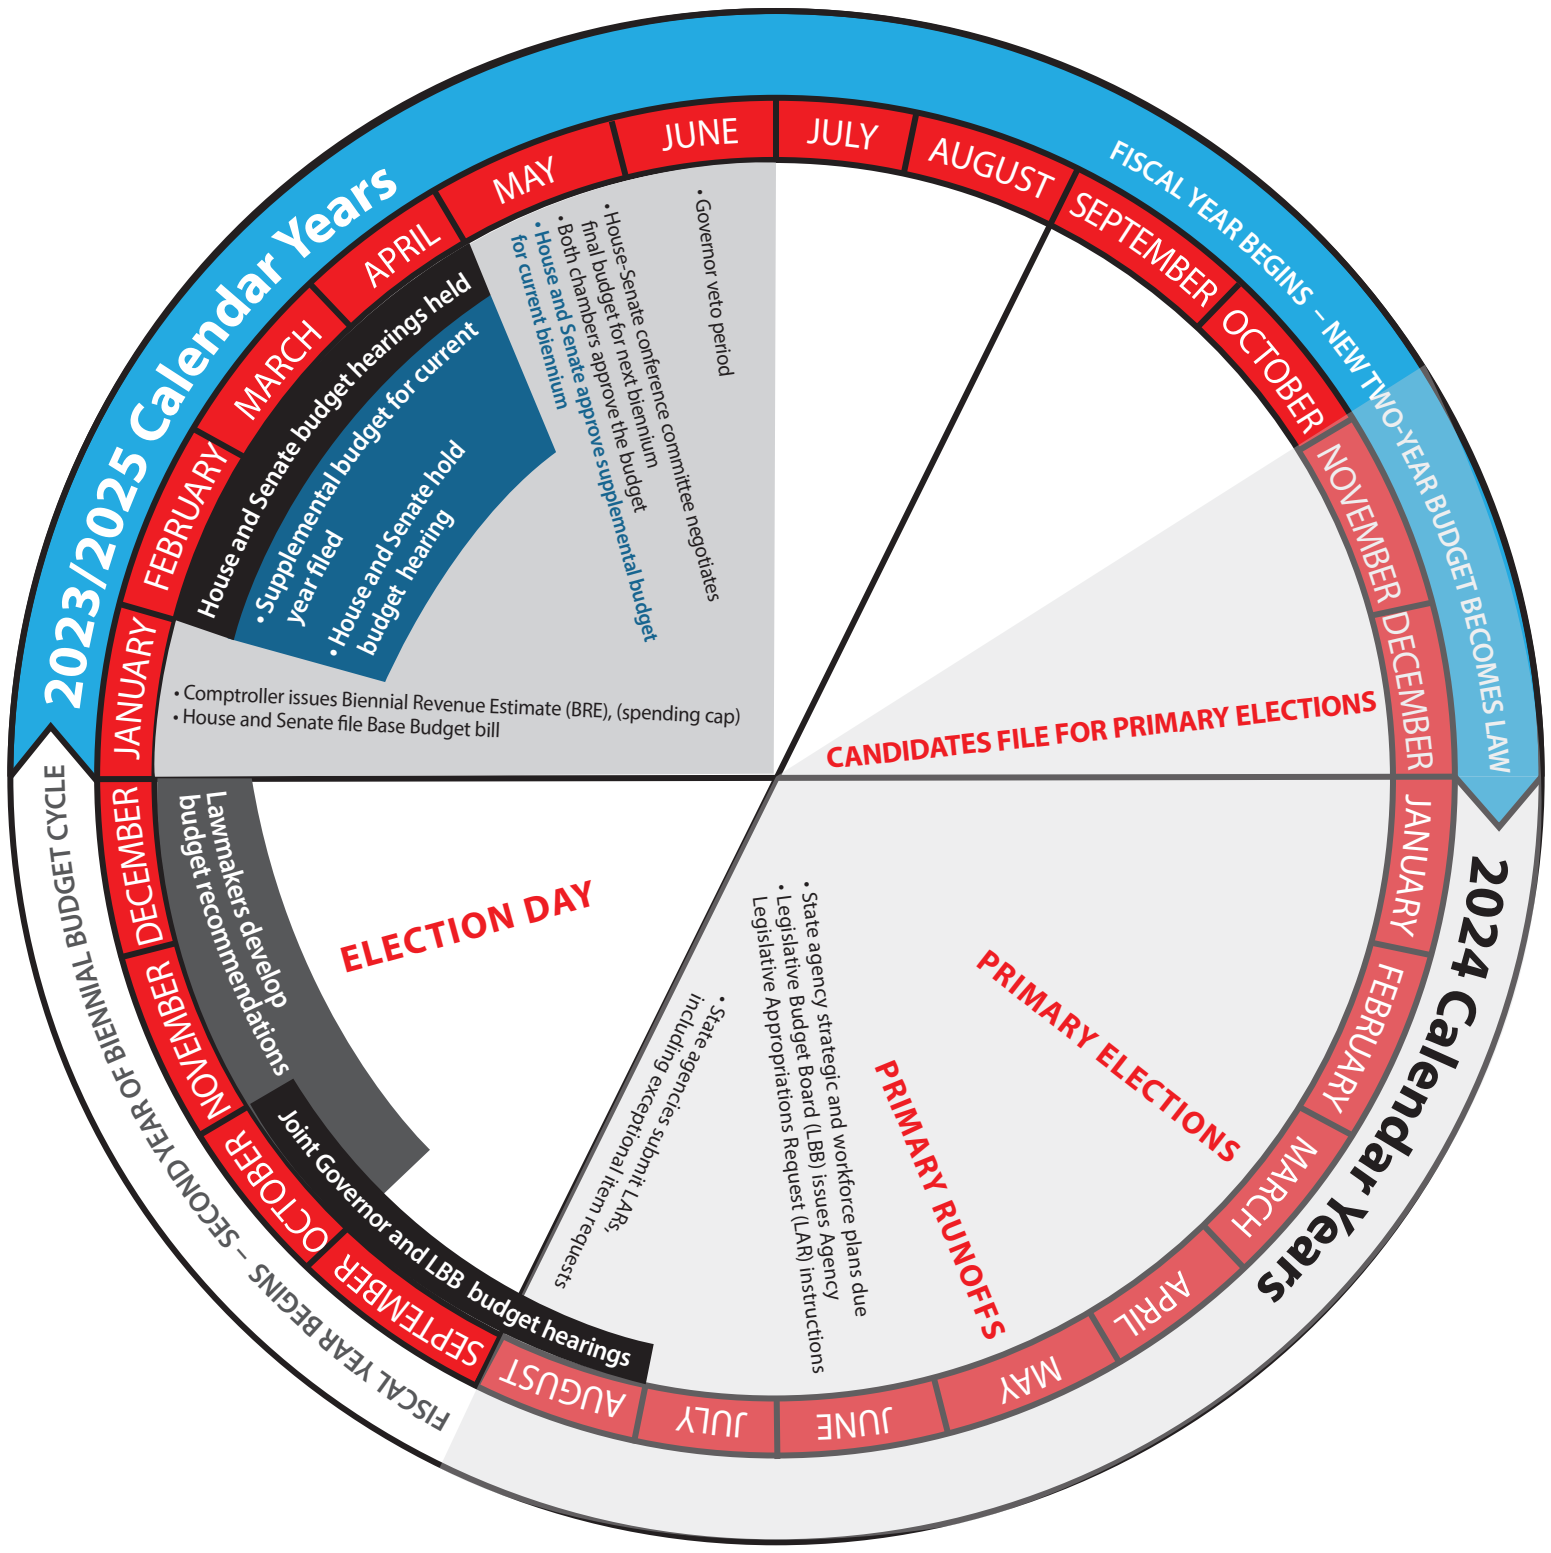 2023/2025 Calendar Years
FISCAL YEAR BEGINS – NEW TWO-YEAR BUDGET BECOMES LAW
2024 Calendar Years
FISCAL YEAR BEGINS – SECOND YEAR OF BIENNIAL BUDGET CYCLE
JANUARY
FEBRUARY
MARCH
APRIL
MAY
JUNE
JULY
AUGUST
SEPTEMBER
OCTOBER
NOVEMBER
DECEMBER
JANUARY
FEBRUARY
MARCH
APRIL
MAY
JUNE
JULY
AUGUST
SEPTEMBER
OCTOBER
NOVEMBER
DECEMBER
• Comptroller issues Biennial Revenue Estimate (BRE), (spending cap)
• House and Senate file Base Budget bill
House and Senate budget hearings held
• Supplemental budget for current
year filed
• House and Senate hold
budget hearing
• House-Senate conference committee negotiates
final budget for next biennium
• Both chambers approve the budget
• House and Senate approve supplemental budget
for current biennium
• Governor veto period
CANDIDATES FILE FOR PRIMARY ELECTIONS
PRIMARY ELECTIONS
PRIMARY RUNOFFS
• State agency strategic and workforce plans due
• Legislative Budget Board (LBB) issues Agency
Legislative Appropriations Request (LAR) instructions
• State agencies submit LARs,
including exceptional item requests
Joint Governor and LBB budget hearings
Lawmakers develop
budget recommendations
ELECTION DAY